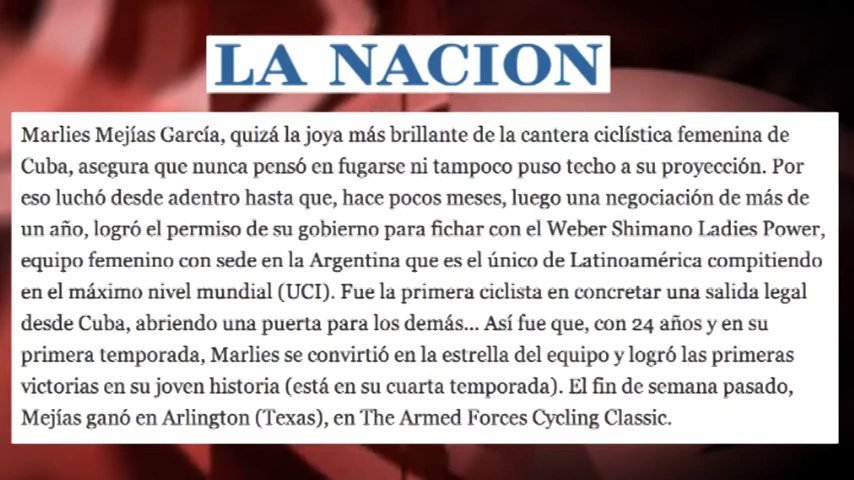 LA NACION
Marlies Mejías García, quizá la joya más brillante de la cantera ciclística femenina de
Cuba, asegura que nunca pensó en fugarse ni tampoco puso techo a su proyección. Por
eso luchó desde adentro hasta que, hace pocos meses, luego una negociación de más de
un año, logró el permiso de su gobierno para fichar con el Weber Shimano Ladies Power,
equipo femenino con sede en la Argentina que es el único de Latinoamérica compitiendo
en el máximo nivel mundial (UCI). Fue la primera ciclista en concretar una salida legal
desde Cuba, abriendo una puerta para los demás... Así fue que, con 24 años y en su
primera temporada, Marlies se convirtió en la estrella del equipo y logró las primeras
victorias en su joven historia (está en su cuarta temporada). El fin de semana pasado,
Mejías ganó en Arlington (Texas), en The Armed Forces Cycling Classic.